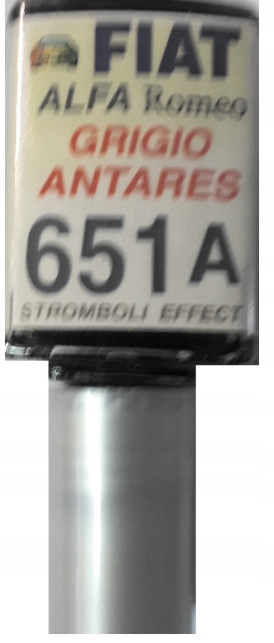 FIAT
ALFA Romeo
GRIGIO
ANTARES
651A
STROMBOLI EFFECT